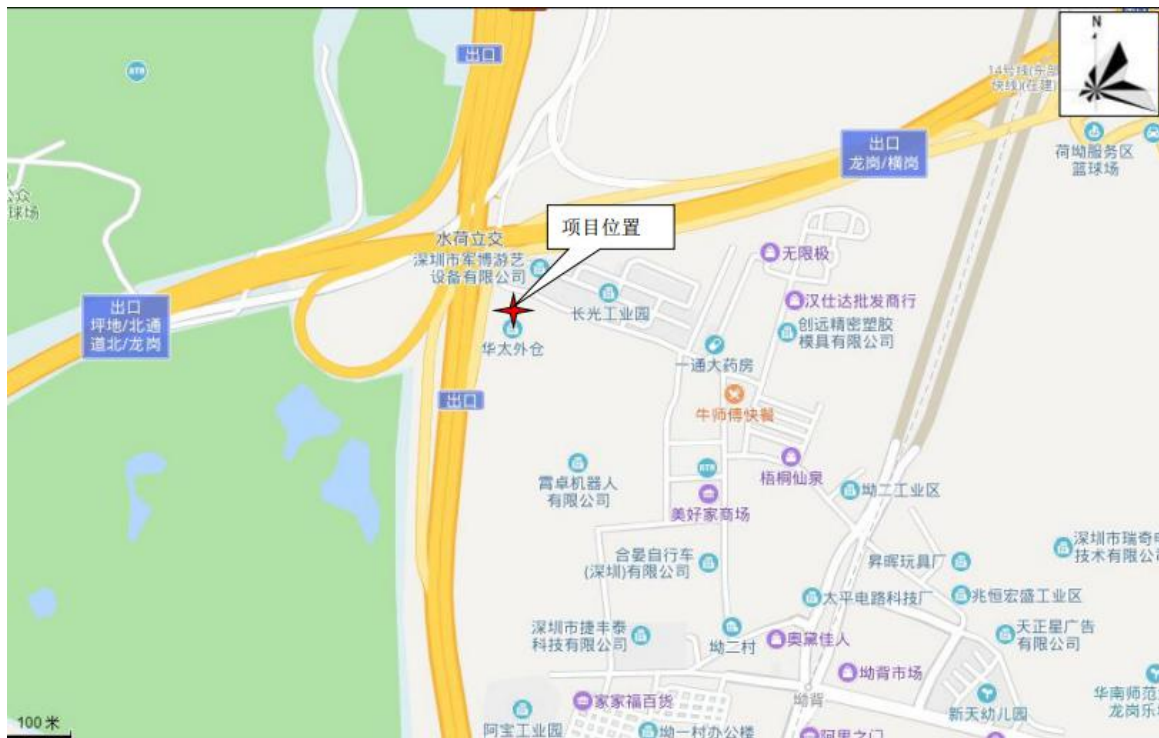 出口
N
14号线(东部
快线)(在建)
出口
龙岗/横岗
荷坳服务区
篮球场
公众
球场
项目位置
水荷立交
深圳市军博游艺
设备有限公司
无限极
长光工业园
汉仕达批发商行
出口
坪地/北通
道北/龙岗
创远精密塑胶
模具有限公司
华太外仓
一通大药房
出口
牛师傅快餐
霄卓机器人
有限公司
梧桐仙泉
坳二工业区
美好家商场
合晏自行车
(深圳)有限公司
深圳市瑞奇电
技术有限公司
昇晖玩具厂
太平电路科技厂
兆恒宏盛工业区
深圳市捷丰泰
科技有限公司
坳二村
奥黛佳人
天正星广告
有限公司
坳背市场
家家福百货
坳背
新天幼儿园
华南师范
龙岗乐
100 米
阿宝工业园
坳一村办公楼
阿里之门